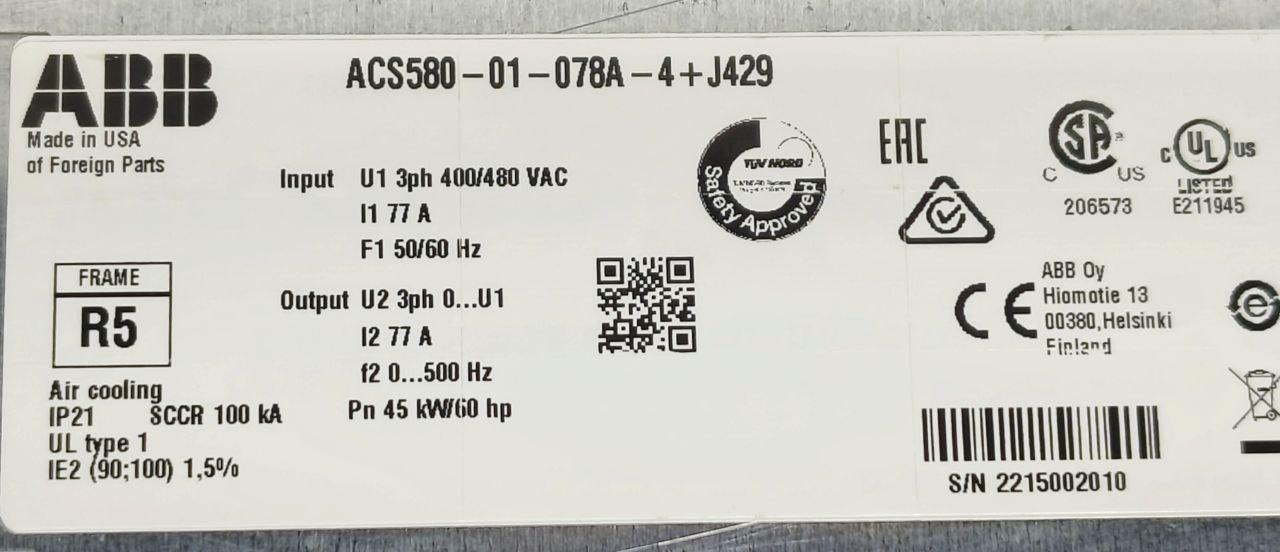 ABB
ACS580-01-078A-4+J429
Made in USA
of Foreign Parts
Input U1 3ph 400/480 VAC
I1 77 A
F1 50/60 Hz
Output U2 3ph 0...U1
I2 77 A
f2 0...500 Hz
Pn 45 kW/60 hp
FRAME
R5
Air cooling
IP21 SCCR 100 kA
UL type 1
IE2 (90;100) 1,5%
TÜV NORD
Safety Approved
EAC
C SA US
206573
C UL US
LISTED
E211945
CE
ABB Oy
Hiomotie 13
00380,Helsinki
Finland
e
S/N 2215002010